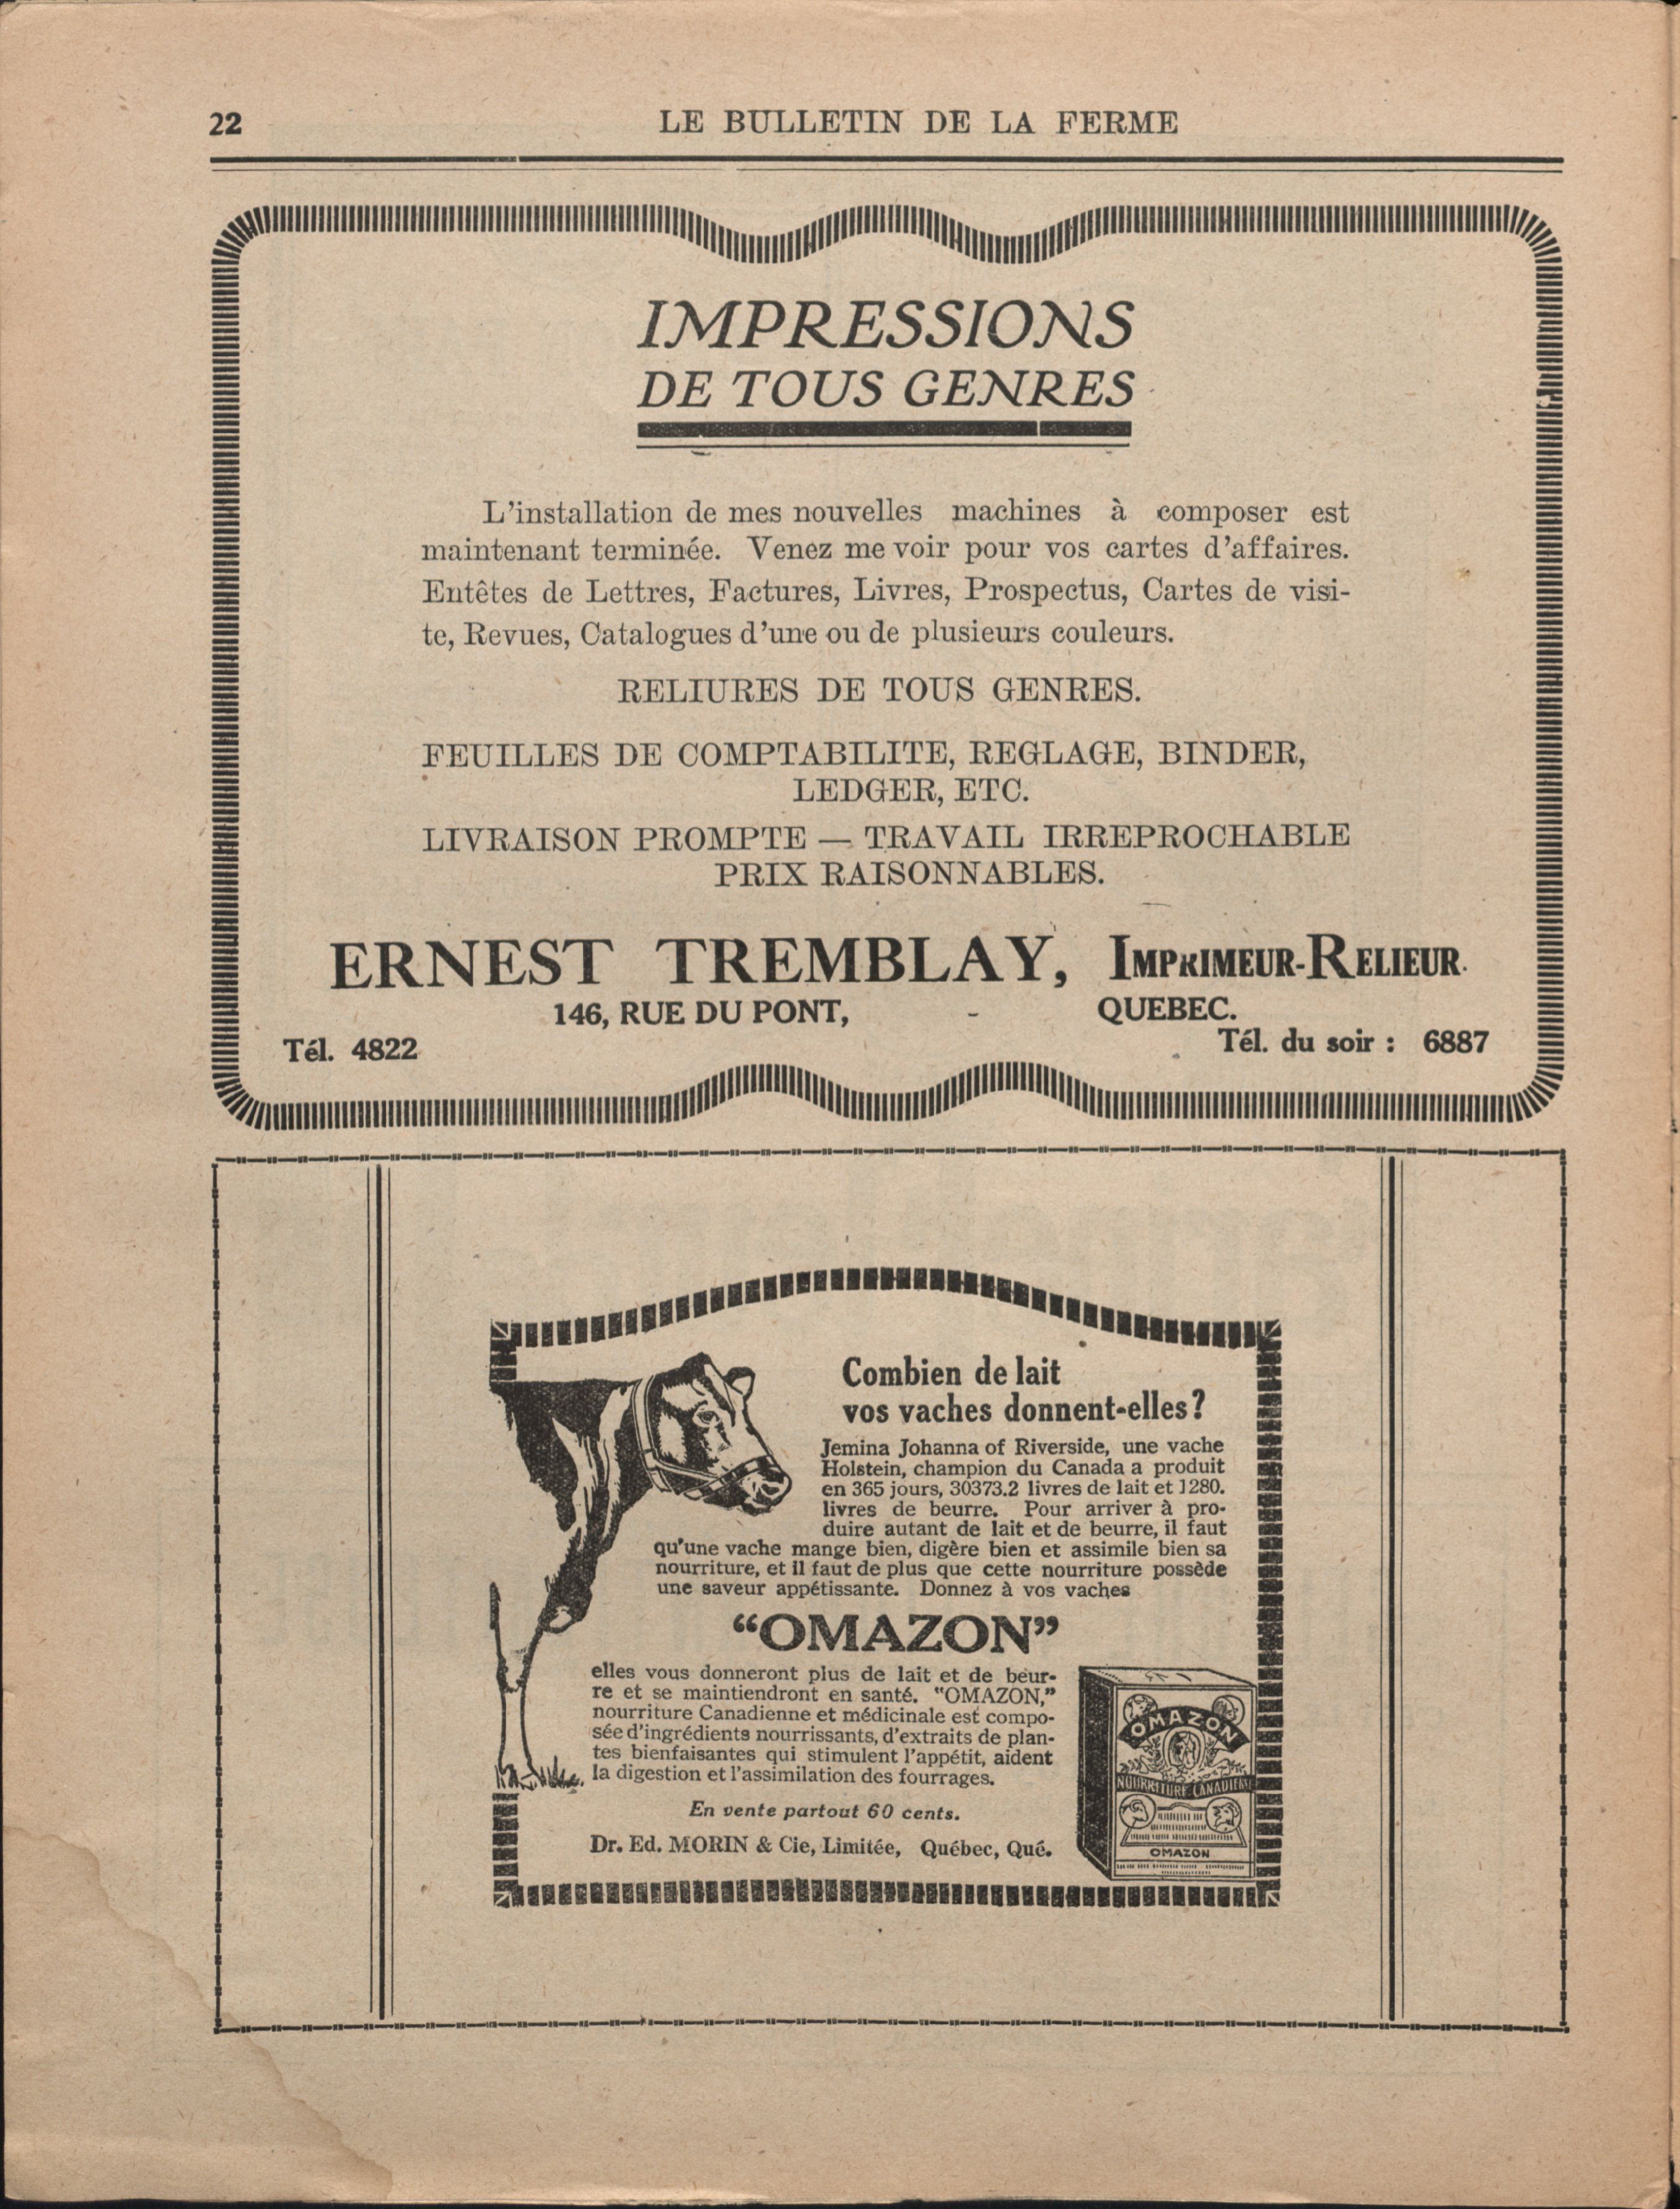 22
LE BULLETIN DE LA FERME
IMPRESSIONS
DE TOUS GENRES
L'installation de mes nouvelles machines à composer est
maintenant terminée. Venez me voir pour vos cartes d'affaires.
Entêtes de Lettres, Factures, Livres, Prospectus, Cartes de visi-
te, Revues, Catalogues d'une ou de plusieurs couleurs.
RELIURES DE TOUS GENRES.
FEUILLES DE COMPTABILITE, REGLAGE, BINDER,
LEDGER, ETC.
LIVRAISON PROMPTE — TRAVAIL IRREPROCHABLE
PRIX RAISONNABLES.
ERNEST TREMBLAY, IMPRIMEUR-RELIEUR.
146, RUE DU PONT, - QUEBEC.
Tél. 4822
Tél. du soir : 6887
Combien de lait
vos vaches donnent-elles?
Jemina Johanna of Riverside, une vache
Holstein, champion du Canada a produit
en 365 jours, 30373.2 livres de lait et 1280.
livres de beurre. Pour arriver à pro-
duire autant de lait et de beurre, il faut
qu'une vache mange bien, digère bien et assimile bien sa
nourriture, et il faut de plus que cette nourriture possède
une saveur appétissante. Donnez à vos vaches
"OMAZON"
elles vous donneront plus de lait et de beur-
re et se maintiendront en santé. "OMAZON,"
nourriture Canadienne et médicinale est compo-
sée d'ingrédients nourrissants, d'extraits de plan-
tes bienfaisantes qui stimulent l'appétit, aident
la digestion et l'assimilation des fourrages.
En vente partout 60 cents.
Dr. Ed. MORIN & Cie, Limitée, Québec, Qué.
OMAZON
NOURRITURE CANADIENNE
OMAZON